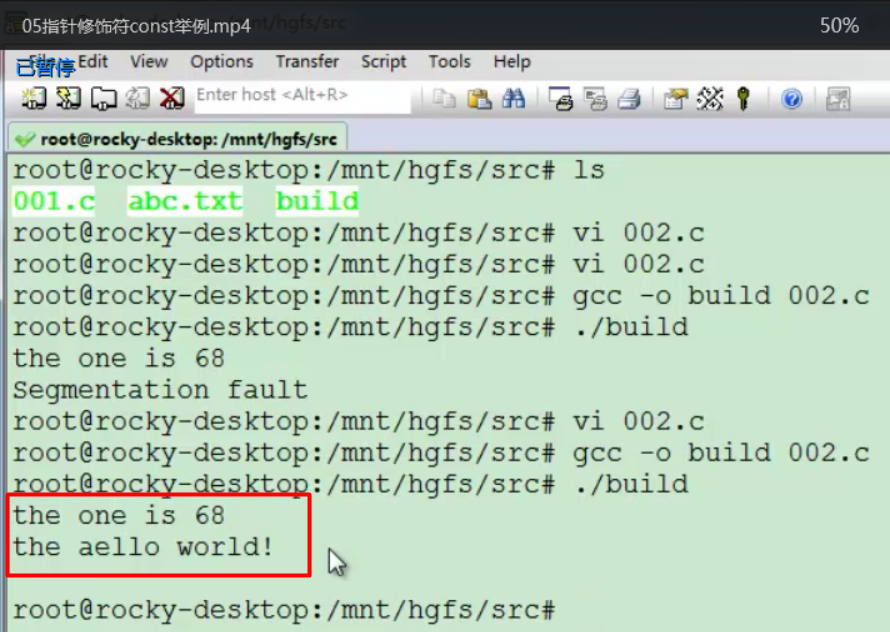 05指针修饰符const举例.mp4
50%
已暂停
Edit View Options Transfer Script Tools Help
Enter host <Alt+R>
root@rocky-desktop: /mnt/hgfs/src
root@rocky-desktop:/mnt/hgfs/src# ls
001.c abc.txt build
root@rocky-desktop:/mnt/hgfs/src# vi 002.c
root@rocky-desktop:/mnt/hgfs/src# vi 002.c
root@rocky-desktop:/mnt/hgfs/src# gcc -o build 002.c
root@rocky-desktop:/mnt/hgfs/src# ./build
the one is 68
Segmentation fault
root@rocky-desktop:/mnt/hgfs/src# vi 002.c
root@rocky-desktop:/mnt/hgfs/src# gcc -o build 002.c
root@rocky-desktop:/mnt/hgfs/src# ./build
the one is 68
the aello world!
root@rocky-desktop:/mnt/hgfs/src#